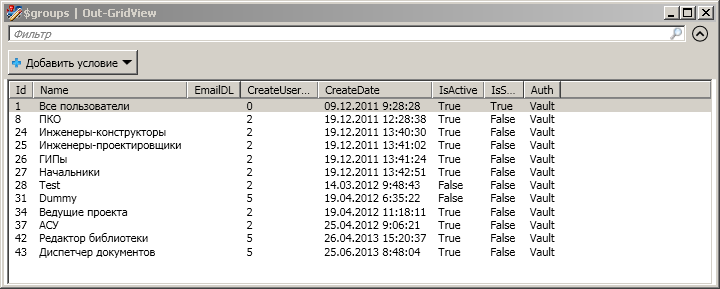 $groups | Out-GridView
Фильтр
Добавить условие
Id Name EmailDL CreateUser... CreateDate IsActive IsS... Auth
1 Все пользователи 0 09.12.2011 9:28:28 True True Vault
8 ПКО 2 19.12.2011 12:28:38 True False Vault
24 Инженеры-конструкторы 2 19.12.2011 13:40:30 True False Vault
25 Инженеры-проектировщики 2 19.12.2011 13:41:02 True False Vault
26 ГИПы 2 19.12.2011 13:41:24 True False Vault
27 Начальники 2 19.12.2011 13:42:51 True False Vault
28 Test 2 14.03.2012 9:48:43 False False Vault
31 Dummy 5 19.04.2012 6:35:22 False False Vault
34 Ведущие проекта 2 19.04.2012 11:18:11 True False Vault
37 АСУ 2 25.04.2012 9:06:21 True False Vault
42 Редактор библиотеки 5 26.04.2013 15:20:37 True False Vault
43 Диспетчер документов 5 25.06.2013 8:48:04 True False Vault